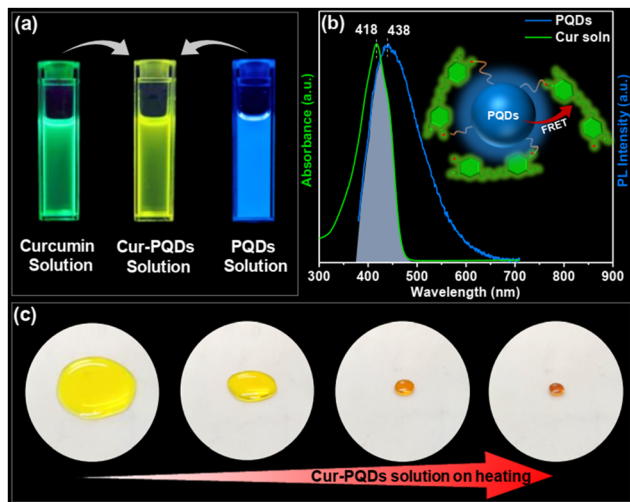 (a)
Curcumin
Solution
Cur-PQDs
Solution
PQDs
Solution
(b)
418
438
PQDs
Cur soln
PQDs
FRET
Absorbance (a.u.)
PL Intensity (a.u.)
300 400 500 600 700 800 900
Wavelength (nm)
(c)
Cur-PQDs solution on heating